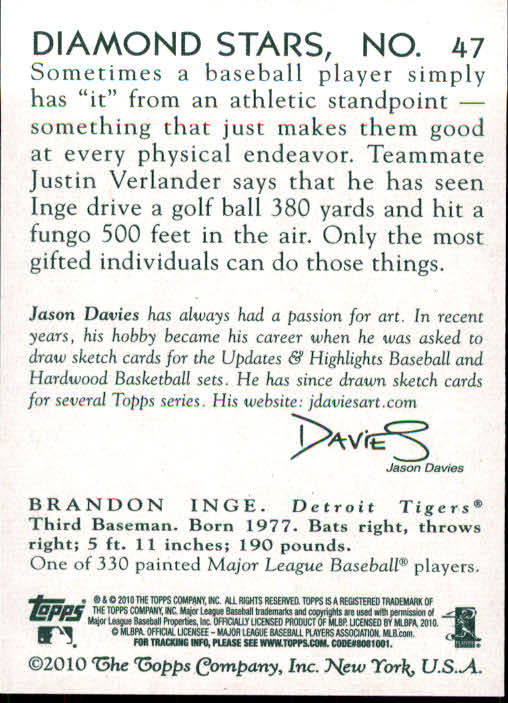 DIAMOND STARS, NO. 47
Sometimes a baseball player simply
has “it” from an athletic standpoint —
something that just makes them good
at every physical endeavor. Teammate
Justin Verlander says that he has seen
Inge drive a golf ball 380 yards and hit a
fungo 500 feet in the air. Only the most
gifted individuals can do those things.
Jason Davies has always had a passion for art. In recent
years, his hobby became his career when he was asked to
draw sketch cards for the Updates & Highlights Baseball and
Hardwood Basketball sets. He has since drawn sketch cards
for several Topps series. His website: jdaviesart.com
DAVIES
Jason Davies
BRANDON INGE. Detroit Tigers®
Third Baseman. Born 1977. Bats right, throws
right; 5 ft. 11 inches; 190 pounds.
One of 330 painted Major League Baseball® players.
Topps
® & © 2010 THE TOPPS COMPANY, INC. ALL RIGHTS RESERVED. TOPPS IS A REGISTERED TRADEMARK OF
THE TOPPS COMPANY, INC. Major League Baseball trademarks and copyrights are used with permission of
Major League Baseball Properties, Inc. OFFICIALLY LICENSED PRODUCT OF MLBP. LICENSED BY MLBPA, 2010.
© MLBPA. OFFICIAL LICENSEE – MAJOR LEAGUE BASEBALL PLAYERS ASSOCIATION. MLB.com.
FOR TRACKING INFO, PLEASE SEE WWW.TOPPS.COM. CODE#8081001.
©2010 The Topps Company, Inc. New York, U.S.A.